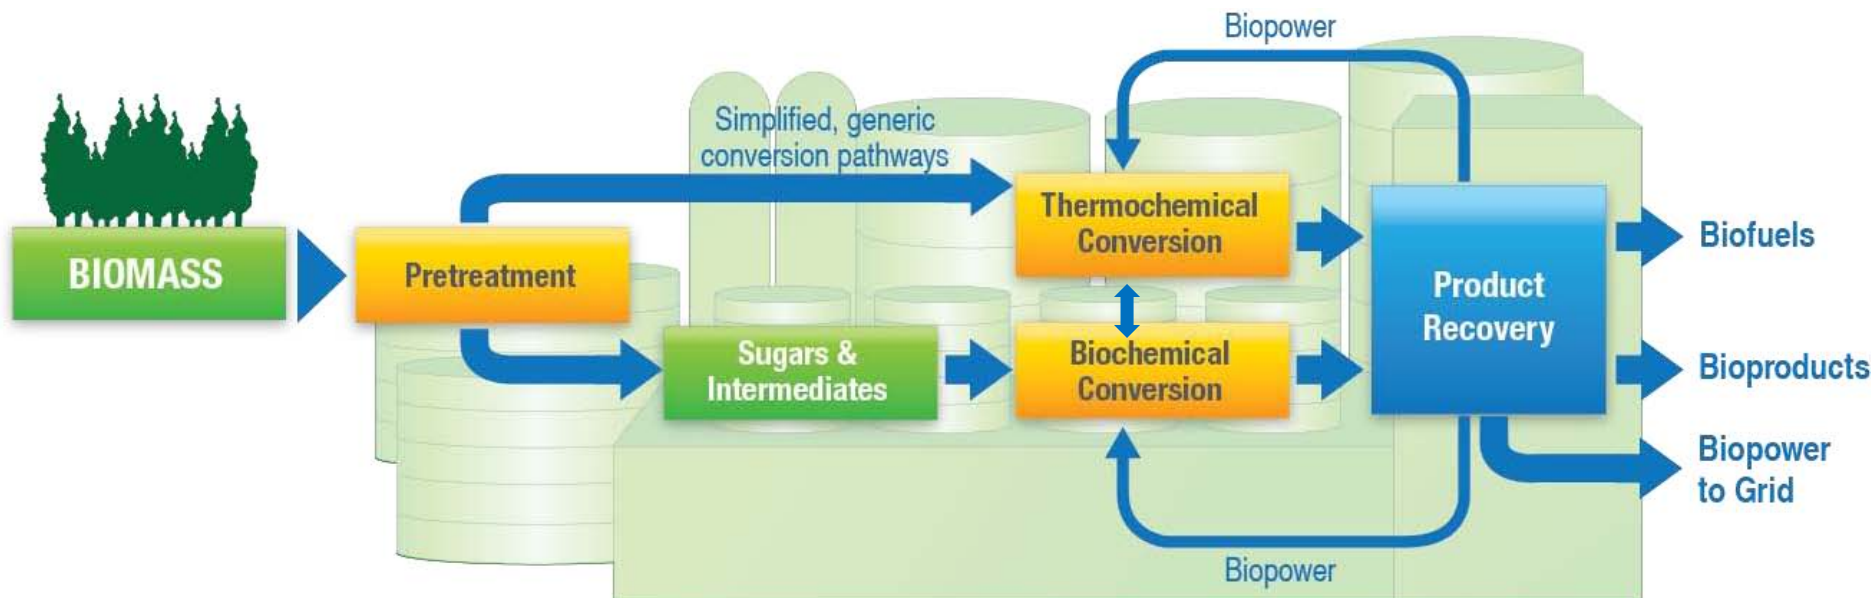 Biopower
Simplified, generic
conversion pathways
BIOMASS
Pretreatment
Thermochemical
Conversion
Sugars &
Intermediates
Biochemical
Conversion
Product
Recovery
Biofuels
Bioproducts
Biopower
to Grid
Biopower